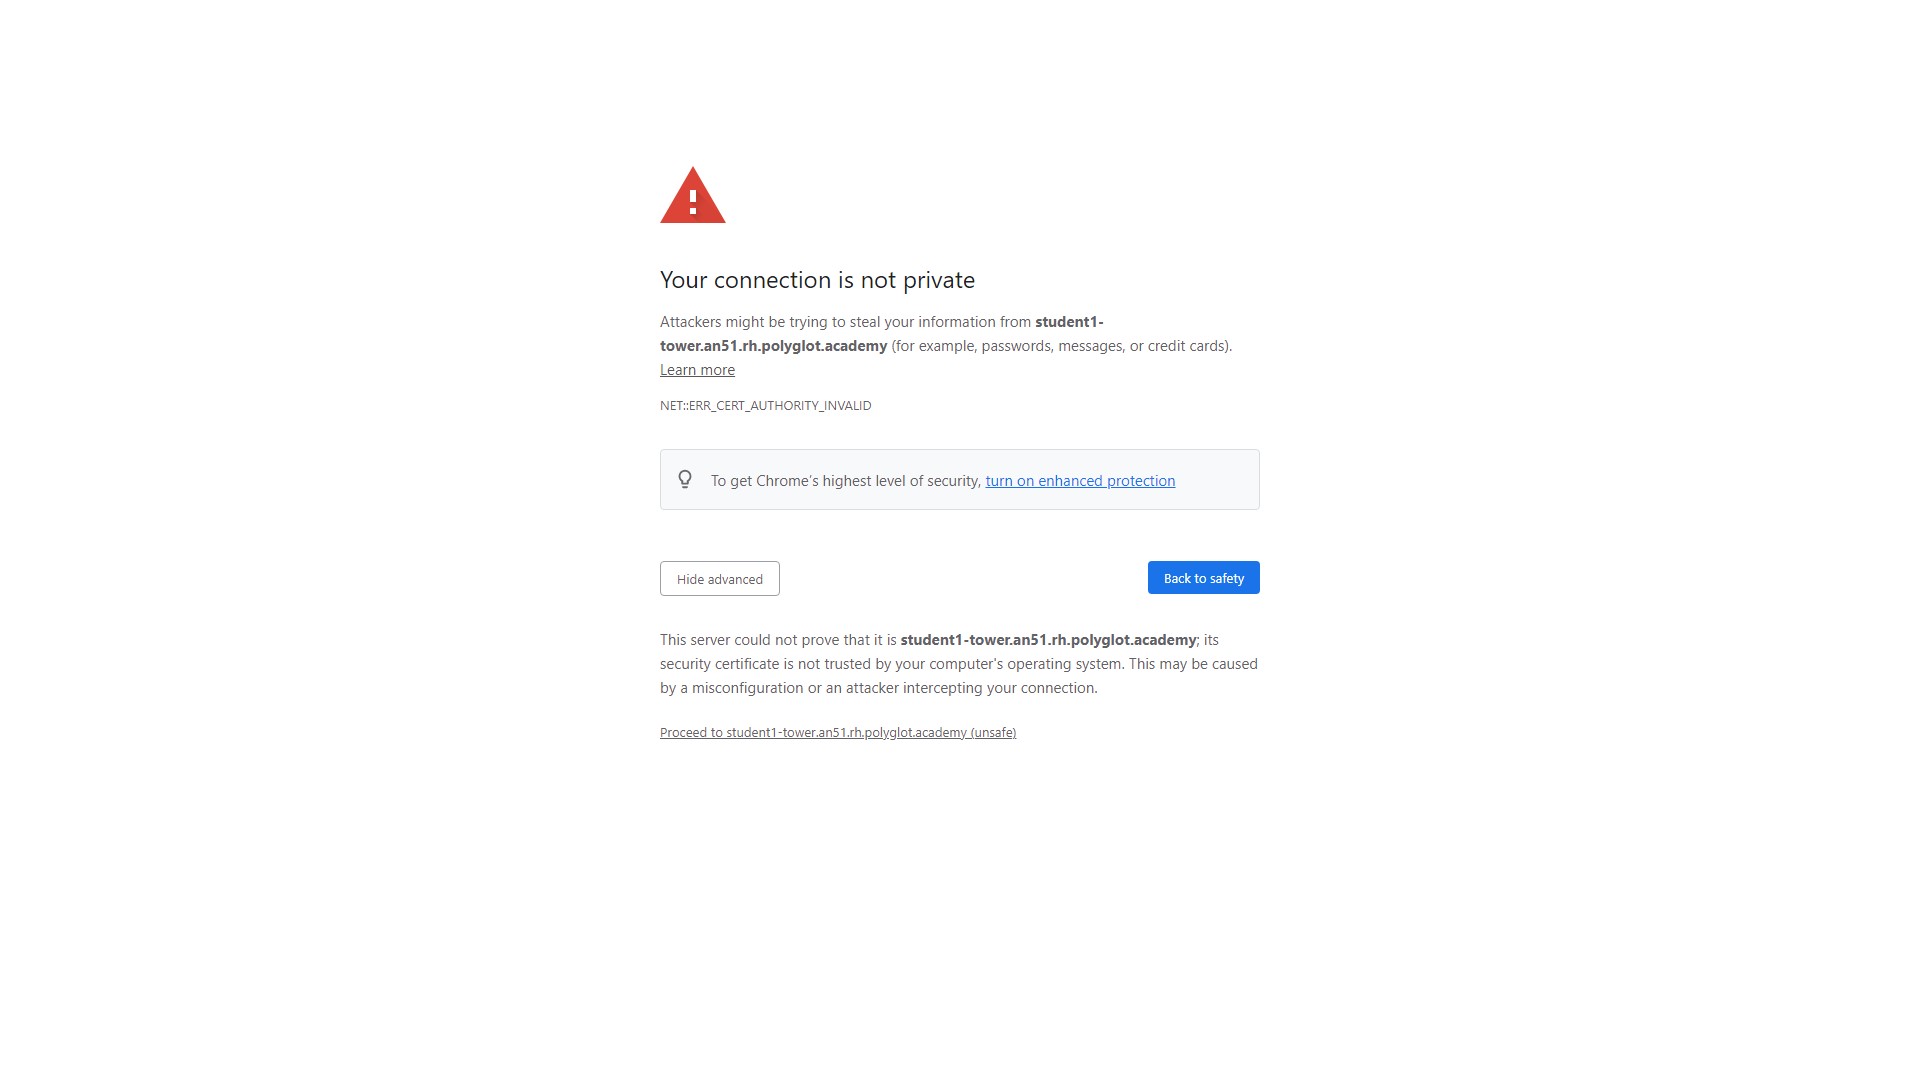 Your connection is not private
Attackers might be trying to steal your information from student1-
tower.an51.rh.polyglot.academy (for example, passwords, messages, or credit cards).
Learn more
NET::ERR_CERT_AUTHORITY_INVALID
To get Chrome's highest level of security, turn on enhanced protection
Hide advanced
Back to safety
This server could not prove that it is student1-tower.an51.rh.polyglot.academy; its
security certificate is not trusted by your computer's operating system. This may be caused
by a misconfiguration or an attacker intercepting your connection.
Proceed to student1-tower.an51.rh.polyglot.academy (unsafe)